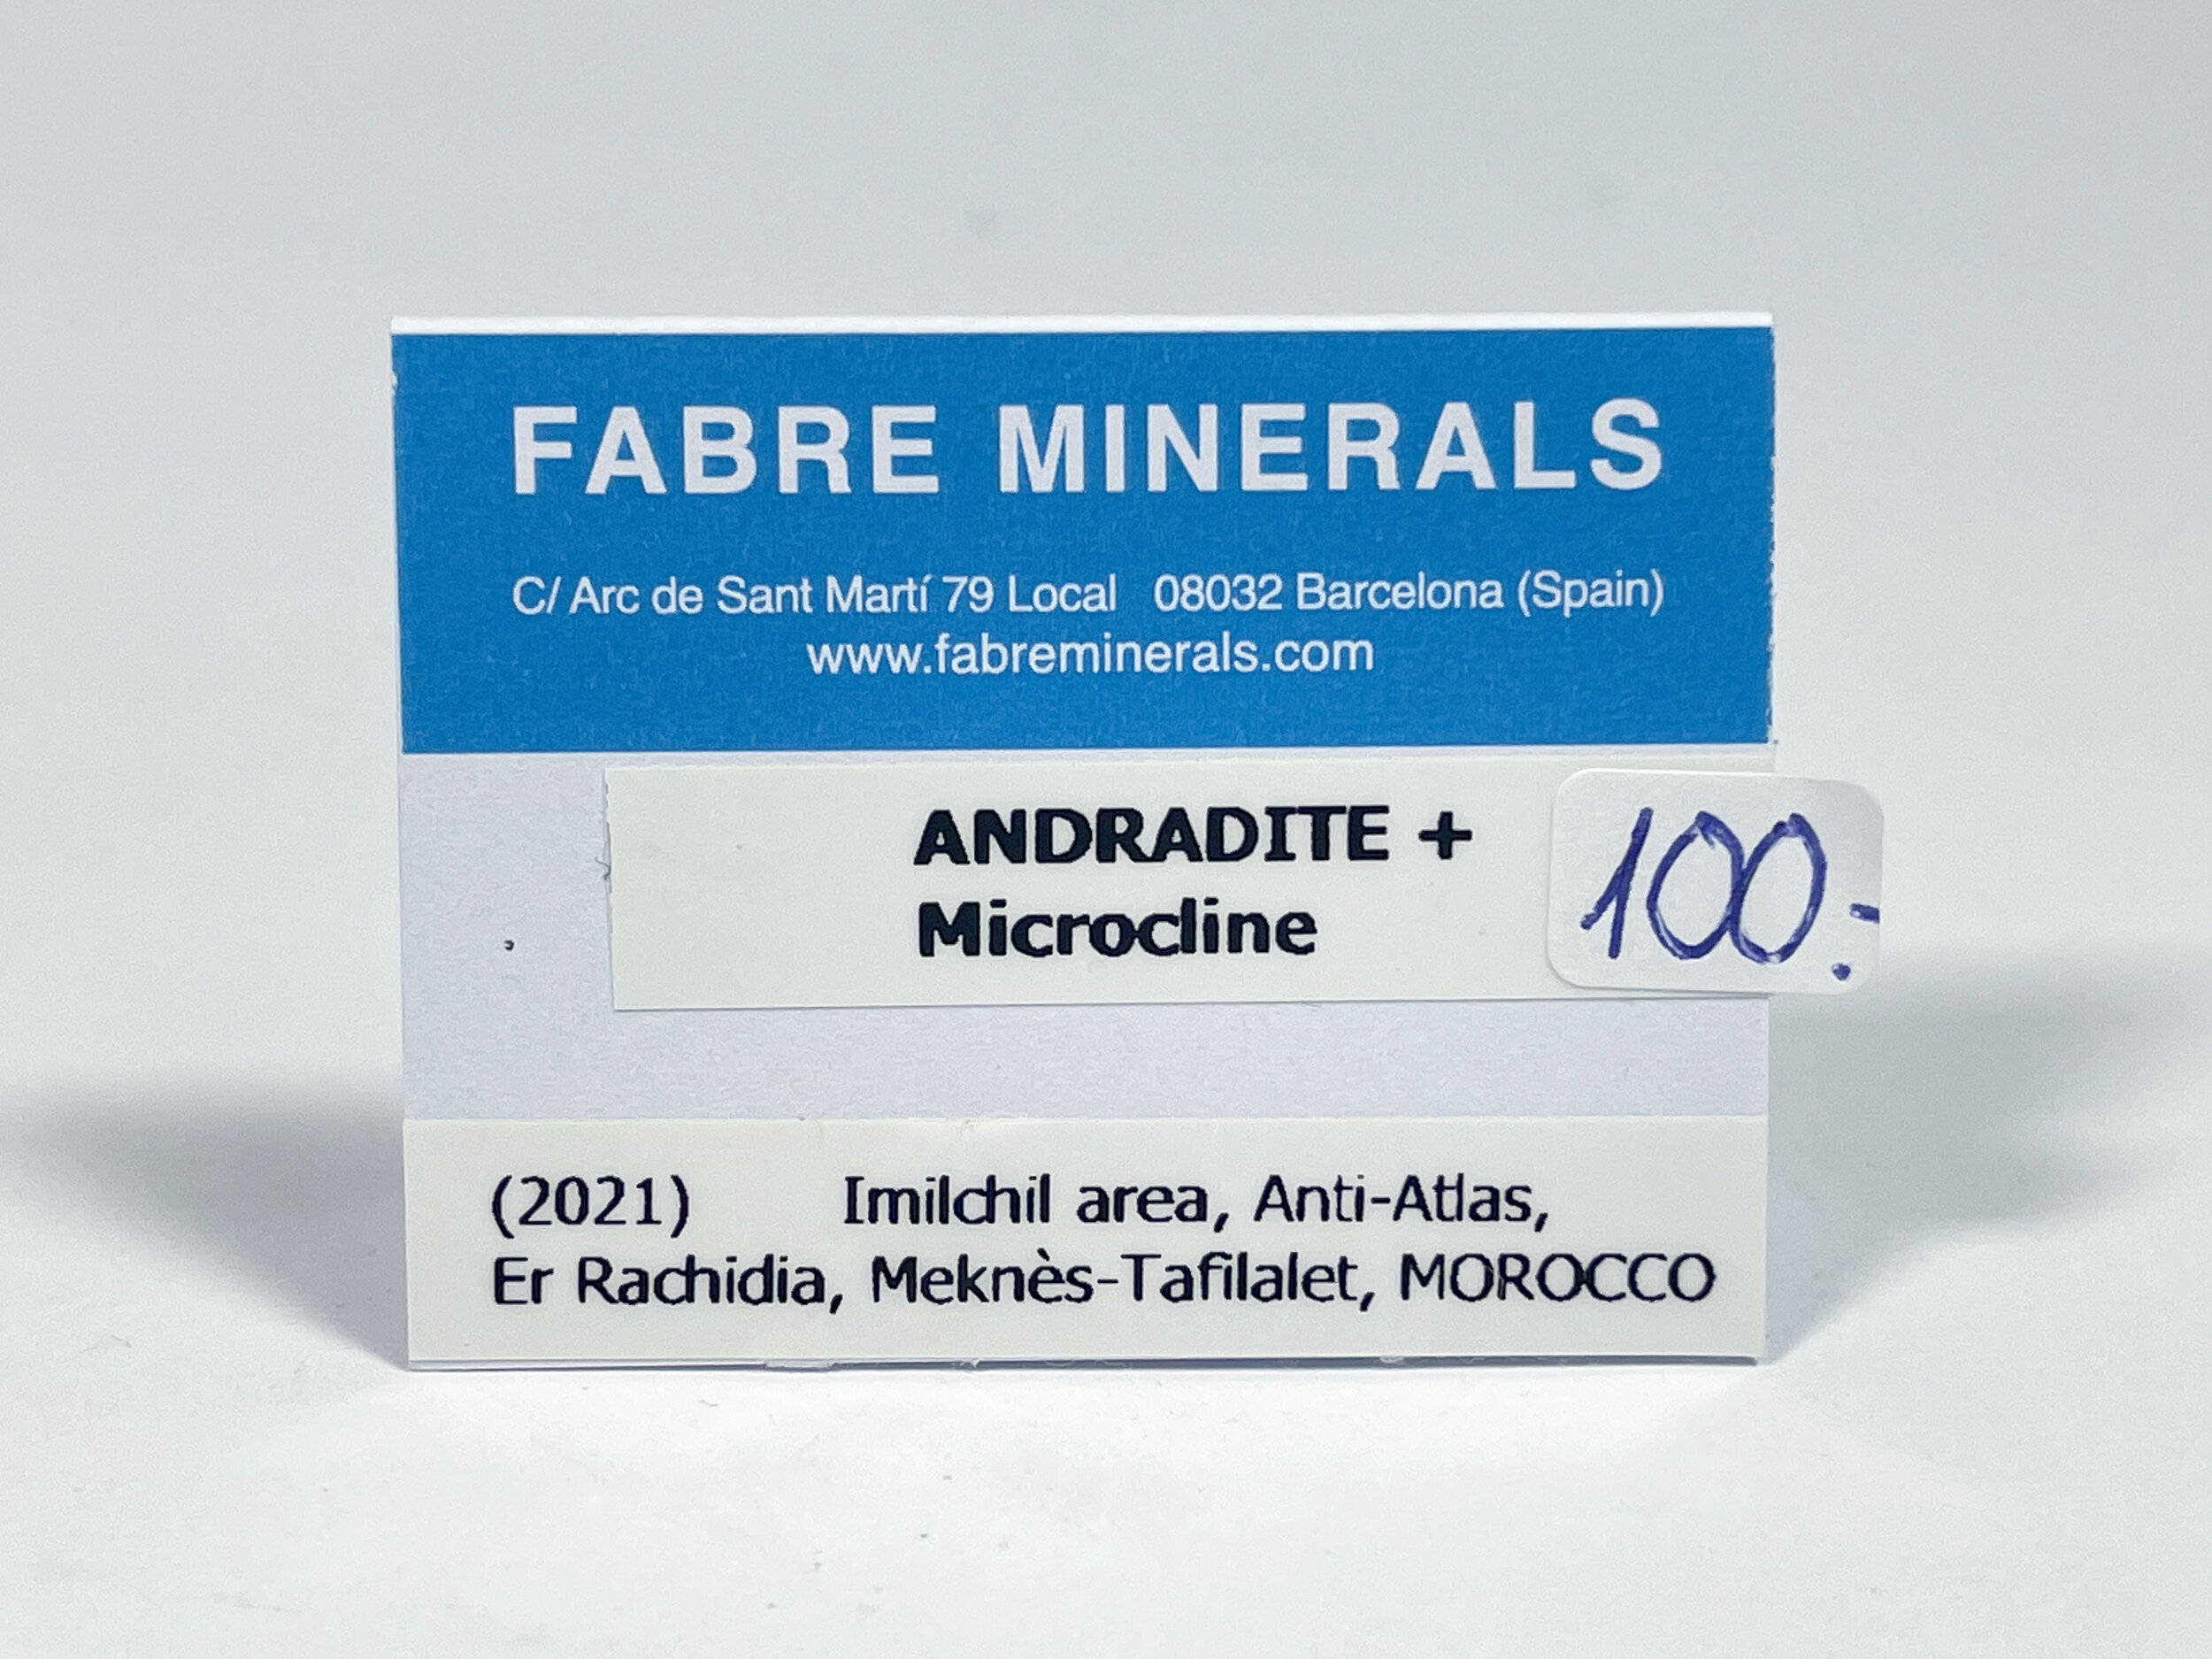 FABRE MINERALS
C/ Arc de Sant Martí 79 Local 08032 Barcelona (Spain)
www.fabreminerals.com
ANDRADITE +
Microcline
100.-
(2021) Imilchil area, Anti-Atlas,
Er Rachidia, Meknès-Tafilalet, MOROCCO